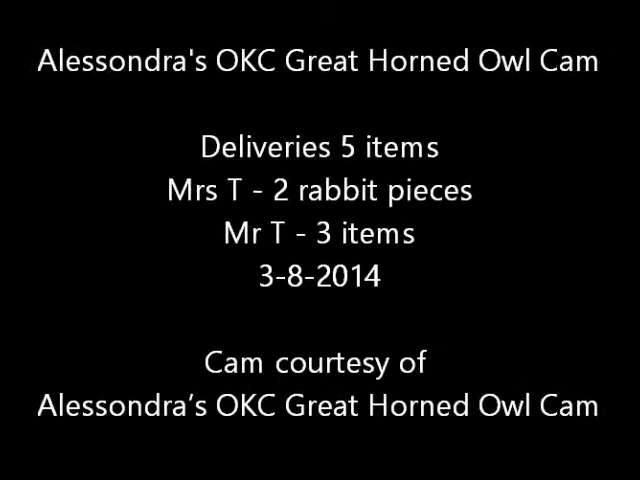 Alessondra's OKC Great Horned Owl Cam
Deliveries 5 items
Mrs T - 2 rabbit pieces
Mr T - 3 items
3-8-2014
Cam courtesy of
Alessondra’s OKC Great Horned Owl Cam